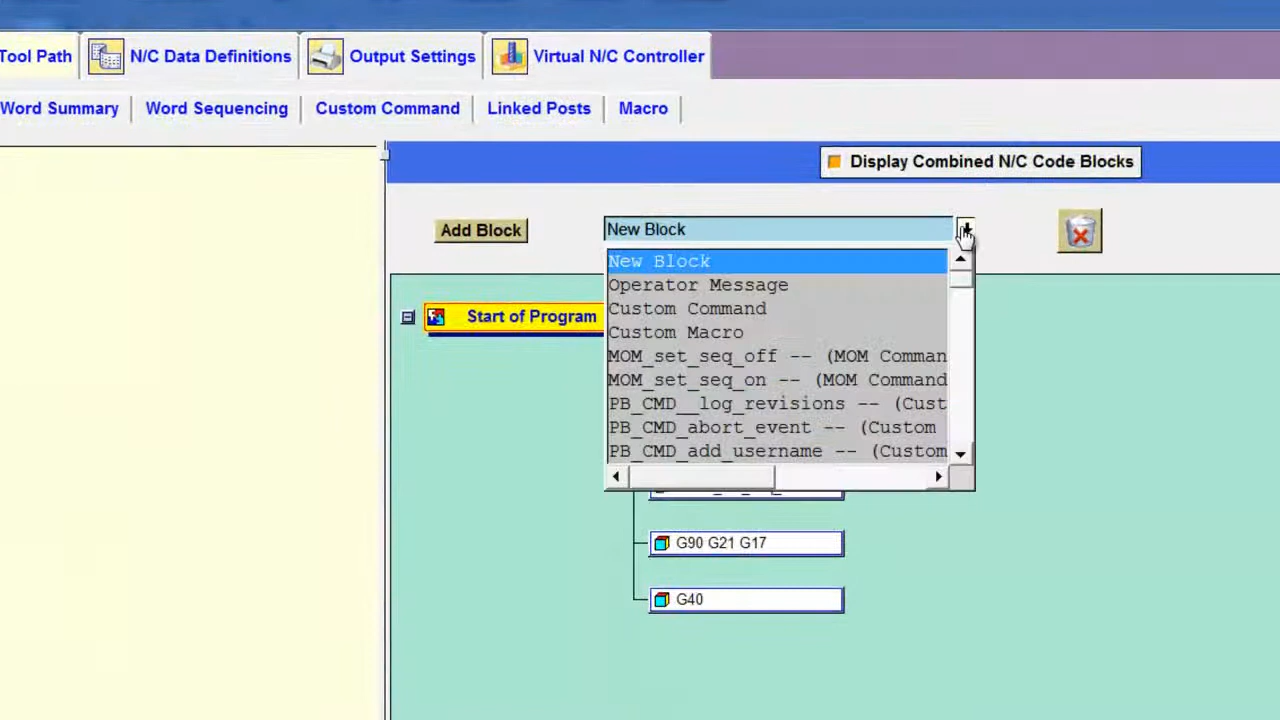 Tool Path
N/C Data Definitions
Output Settings
Virtual N/C Controller
Word Summary
Word Sequencing
Custom Command
Linked Posts
Macro
Display Combined N/C Code Blocks
Add Block
New Block
New Block
Operator Message
Custom Command
Custom Macro
MOM_set_seq_off -- (MOM Comman
MOM_set_seq_on -- (MOM Command
PB_CMD__log_revisions -- (Cust
PB_CMD_abort_event -- (Custom
PB_CMD_add_username -- (Custom
Start of Program
G90 G21 G17
G40